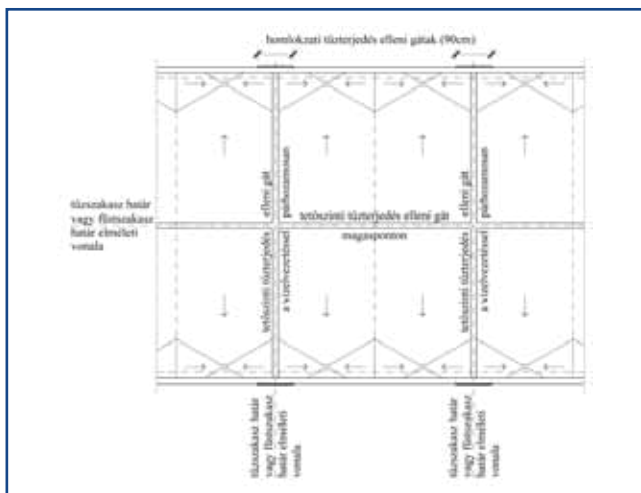 homlokzati tűzterjedés elleni gátak (90cm)
tűzszakasz határ
vagy füstszakasz
határ elméleti
vonala
elleni gát
párhuzamosan
elleni gát
párhuzamosan
tetőszinti tűzterjedés elleni gát
magasponton
tetőszinti tűzterjedés
a vízelvezetéssel
tetőszinti tűzterjedés
a vízelvezetéssel
tűzszakasz határ
vagy füstszakasz
határ elméleti
vonala
tűzszakasz határ
vagy füstszakasz
határ elméleti
vonala